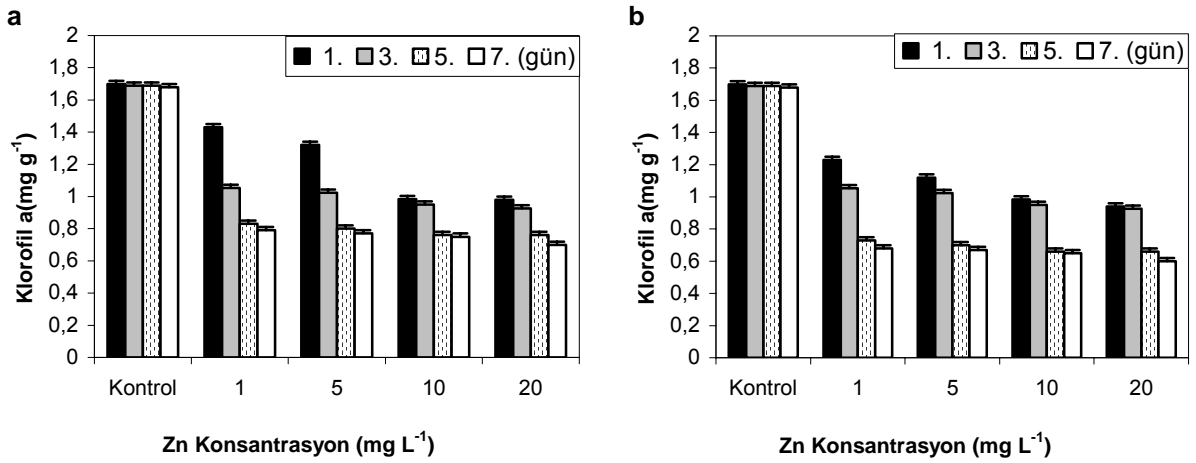 a
2
1,8
1,6
1,4
1,2
1
0,8
0,6
0,4
0,2
0
Klorofil a(mg g-1)
1. 3. 5. 7. (gün)
Kontrol 1 5 10 20
Zn Konsantrasyon (mg L-1)
b
2
1,8
1,6
1,4
1,2
1
0,8
0,6
0,4
0,2
0
Klorofil a(mg g-1)
1. 3. 5. 7. (gün)
Kontrol 1 5 10 20
Zn Konsantrasyon (mg L-1)